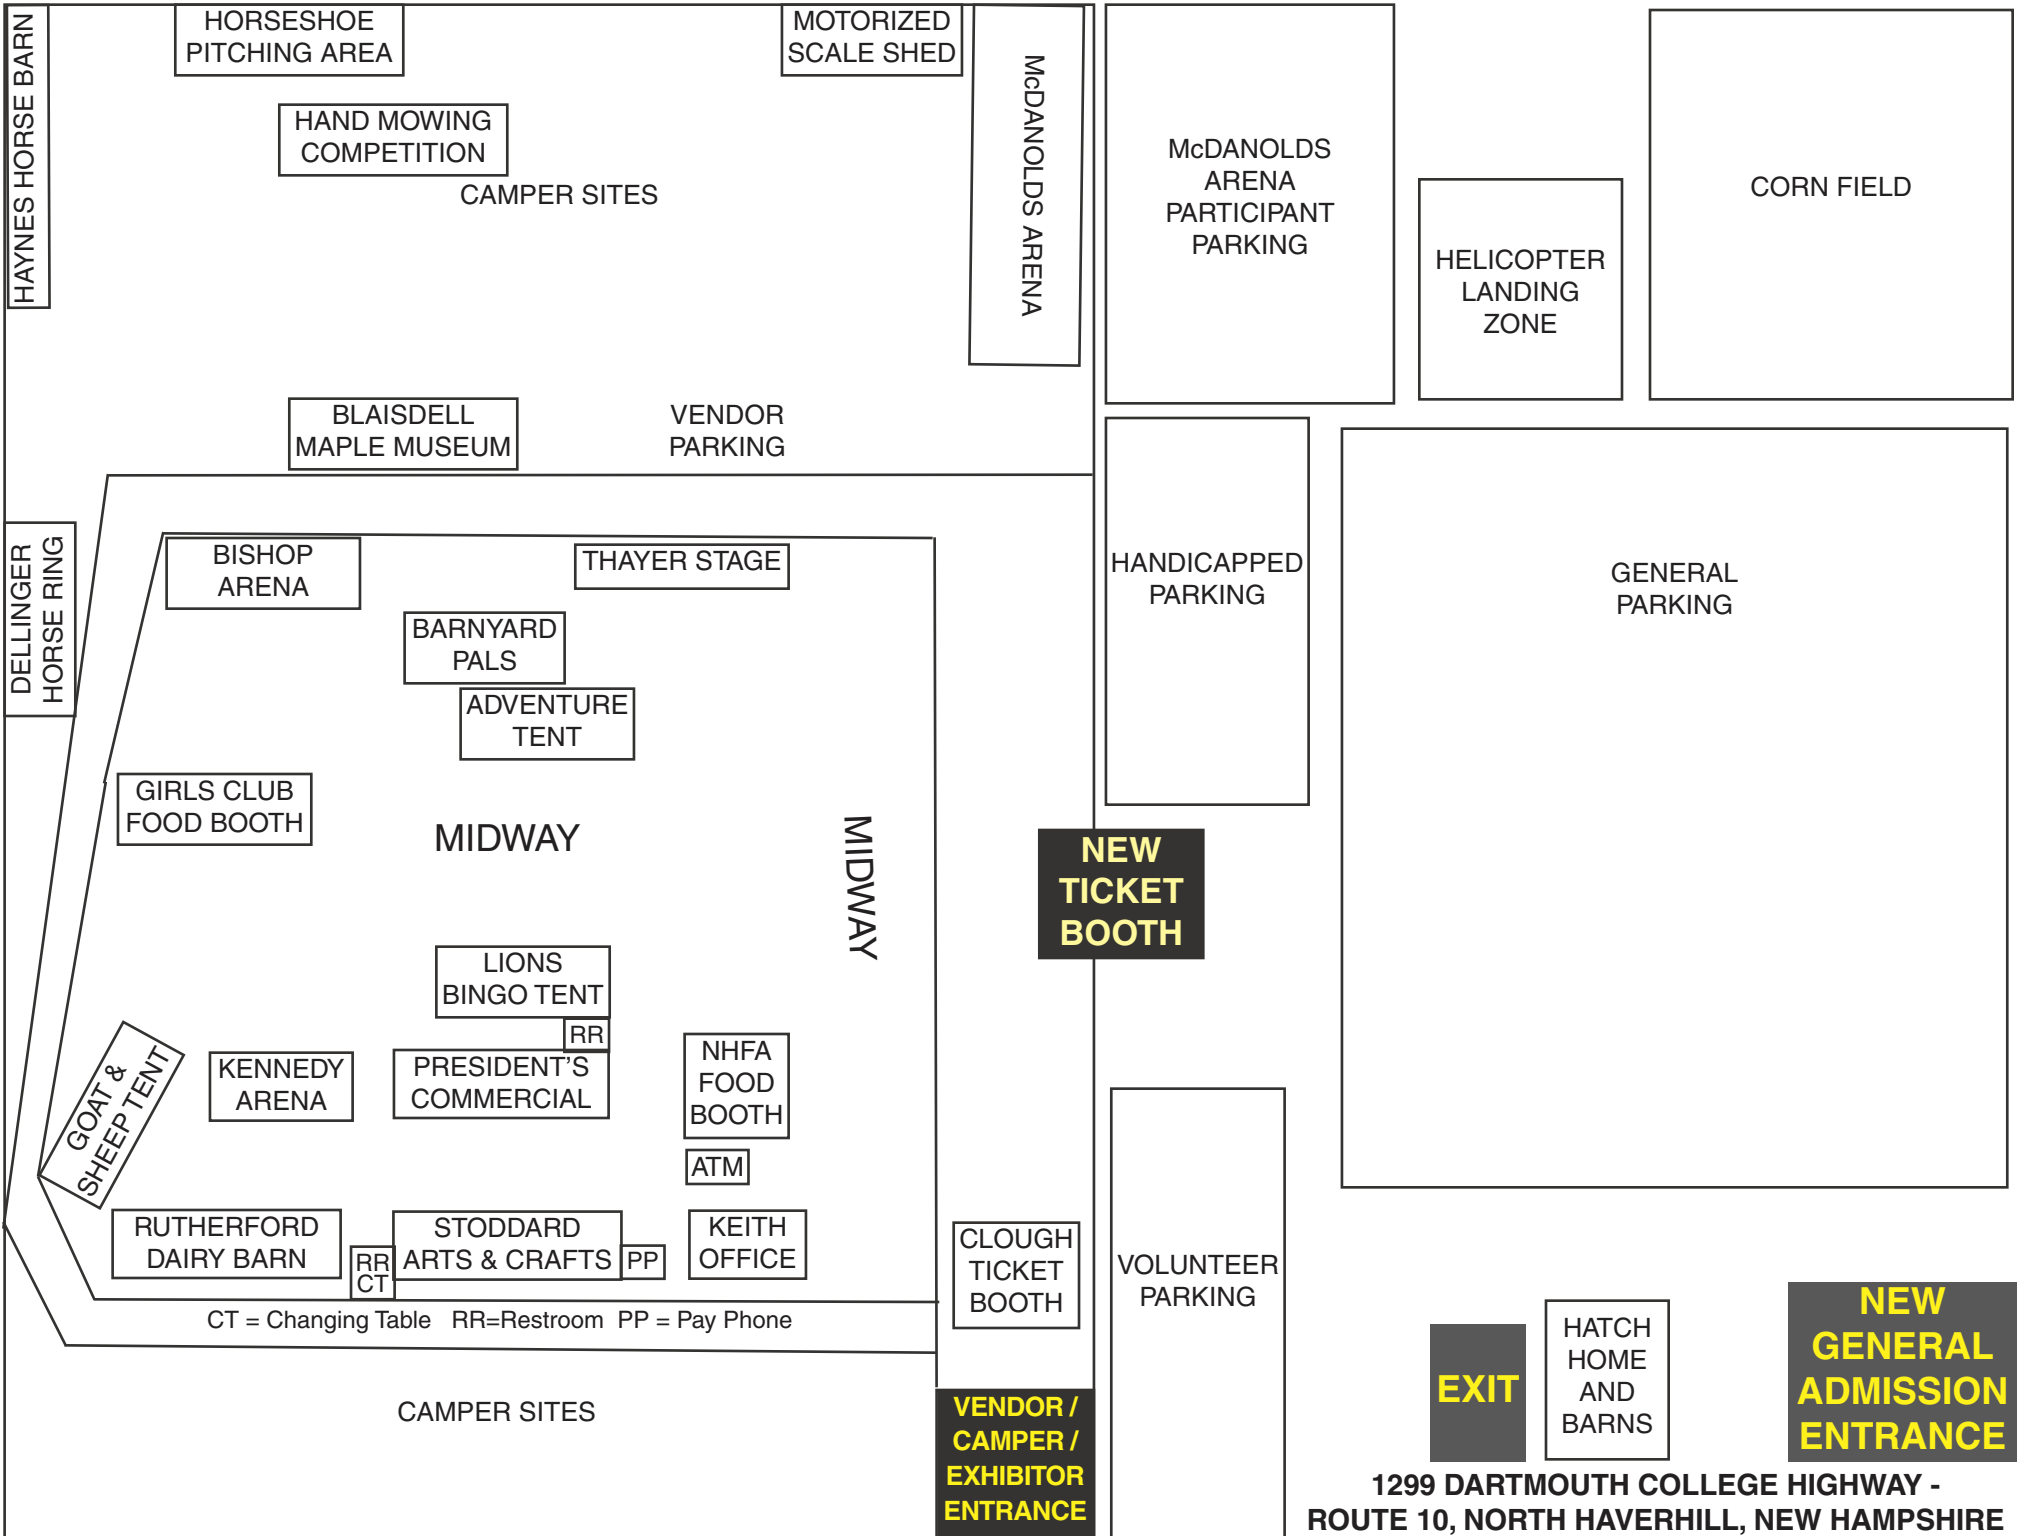 HAYNES HORSE BARN
HORSESHOE
PITCHING AREA
MOTORIZED
SCALE SHED
McDANOLDS ARENA
HAND MOWING
COMPETITION
CAMPER SITES
McDANOLDS
ARENA
PARTICIPANT
PARKING
HELICOPTER
LANDING
ZONE
CORN FIELD
BLAISDELL
MAPLE MUSEUM
VENDOR
PARKING
DELLINGER
HORSE RING
BISHOP
ARENA
THAYER STAGE
BARNYARD
PALS
ADVENTURE
TENT
HANDICAPPED
PARKING
GENERAL
PARKING
GIRLS CLUB
FOOD BOOTH
MIDWAY
MIDWAY
NEW
TICKET
BOOTH
LIONS
BINGO TENT
RR
GOAT &
SHEEP TENT
KENNEDY
ARENA
PRESIDENT'S
COMMERCIAL
NHFA
FOOD
BOOTH
ATM
RUTHERFORD
DAIRY BARN
RR
CT
STODDARD
ARTS & CRAFTS
PP
KEITH
OFFICE
CLOUGH
TICKET
BOOTH
VOLUNTEER
PARKING
CT = Changing Table RR=Restroom PP = Pay Phone
CAMPER SITES
VENDOR /
CAMPER /
EXHIBITOR
ENTRANCE
EXIT
HATCH
HOME
AND
BARNS
NEW
GENERAL
ADMISSION
ENTRANCE
1299 DARTMOUTH COLLEGE HIGHWAY -
ROUTE 10, NORTH HAVERHILL, NEW HAMPSHIRE